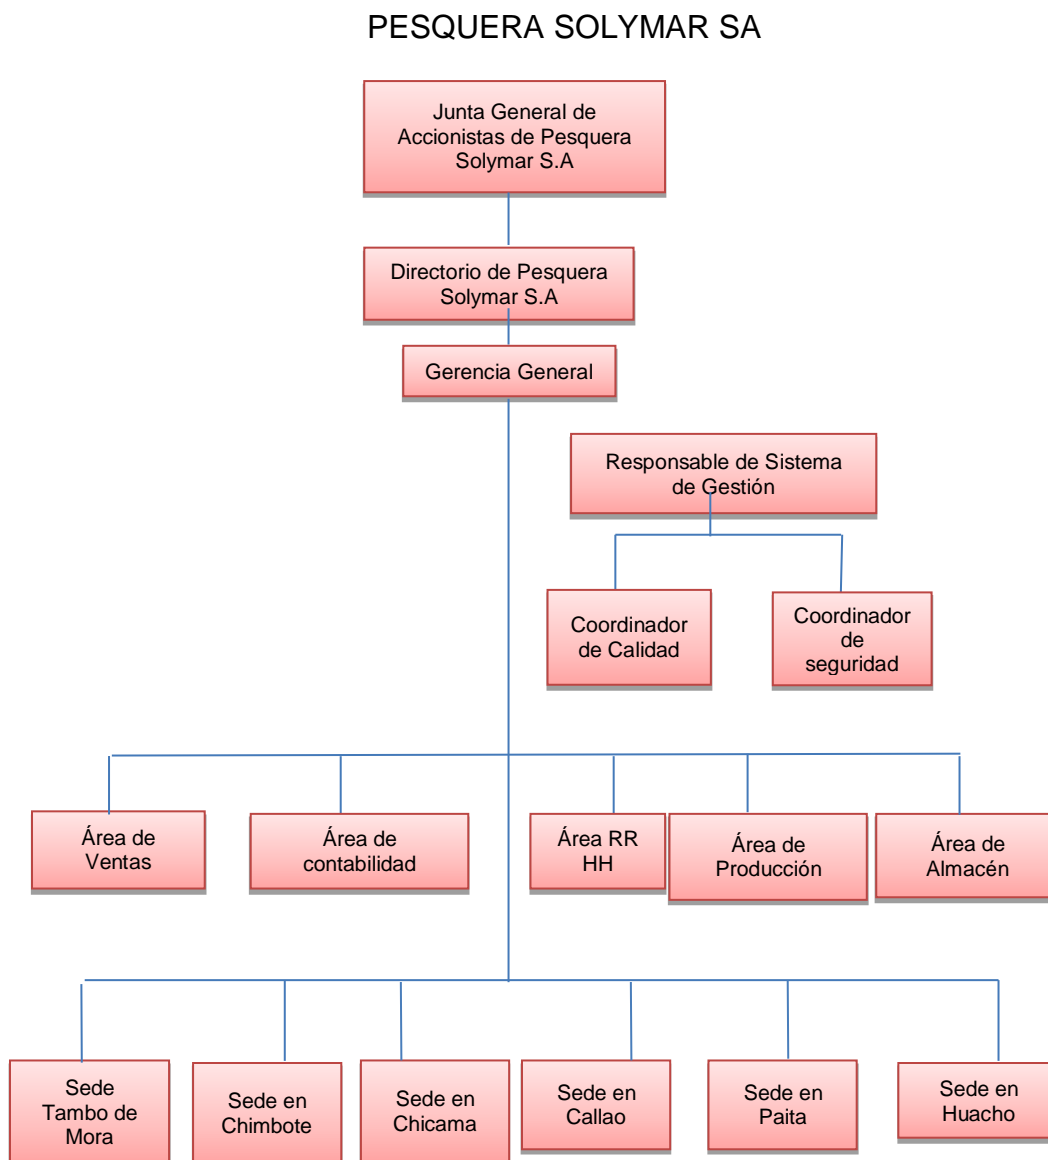 PESQUERA SOLYMAR SA
Junta General de
Accionistas de Pesquera
Solymar S.A
Directorio de Pesquera
Solymar S.A
Gerencia General
Responsable de Sistema
de Gestión
Coordinador
de Calidad
Coordinador
de
seguridad
Área de
Ventas
Área de
contabilidad
Área RR
HH
Área de
Producción
Área de
Almacén
Sede
Tambo de
Mora
Sede en
Chimbote
Sede en
Chicama
Sede en
Callao
Sede en
Paita
Sede en
Huacho